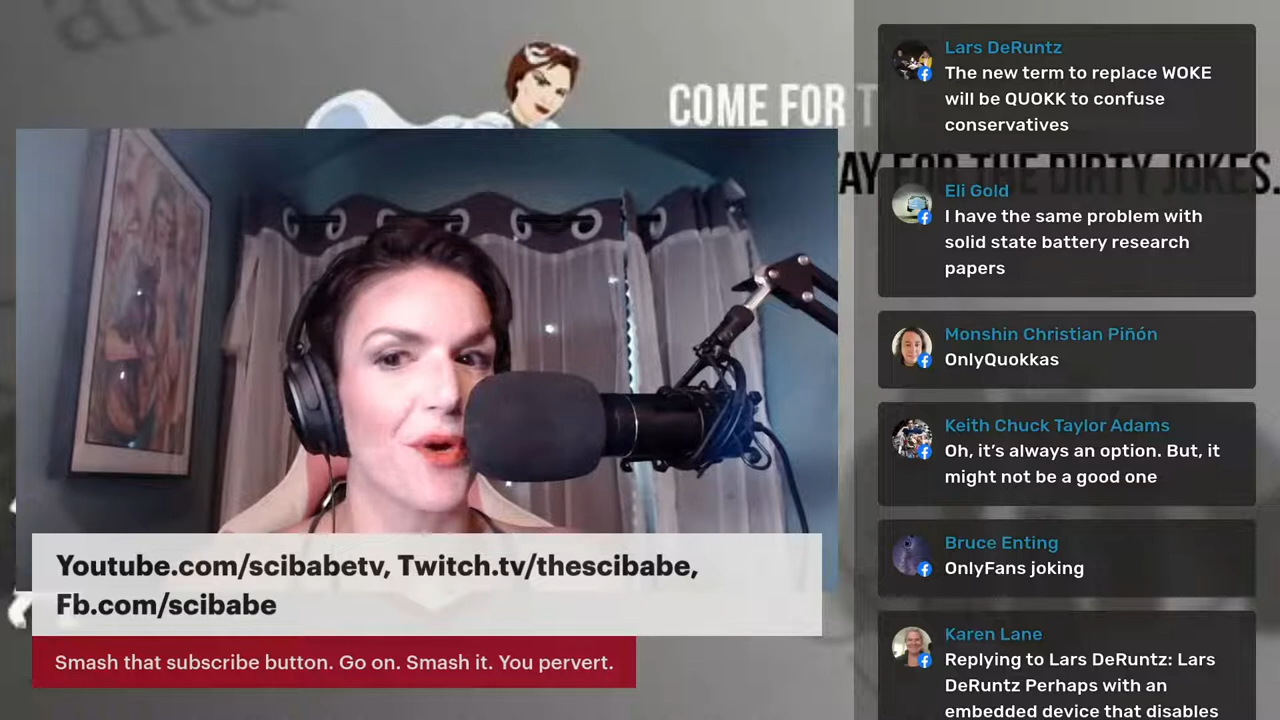 and
COME FOR T
AY FOR THE DIRTY JOKES.
Youtube.com/scibabetv, Twitch.tv/thescibabe,
Fb.com/scibabe
Smash that subscribe button. Go on. Smash it. You pervert.
Lars DeRuntz
The new term to replace WOKE
will be QUOKK to confuse
conservatives
Eli Gold
I have the same problem with
solid state battery research
papers
Monshin Christian Piñón
OnlyQuokkas
Keith Chuck Taylor Adams
Oh, it’s always an option. But, it
might not be a good one
Bruce Enting
OnlyFans joking
Karen Lane
Replying to Lars DeRuntz: Lars
DeRuntz Perhaps with an
embedded device that disables